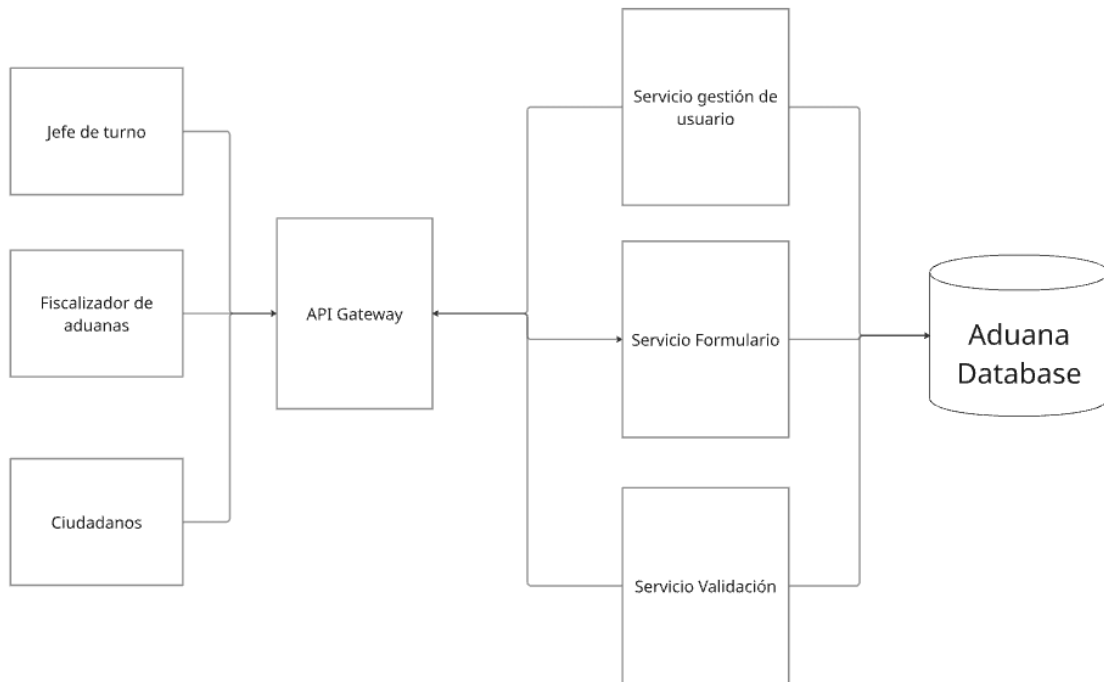 Jefe de turno
Fiscalizador de
aduanas
Ciudadanos
API Gateway
Servicio gestión de
usuario
Servicio Formulario
Servicio Validación
Aduana
Database